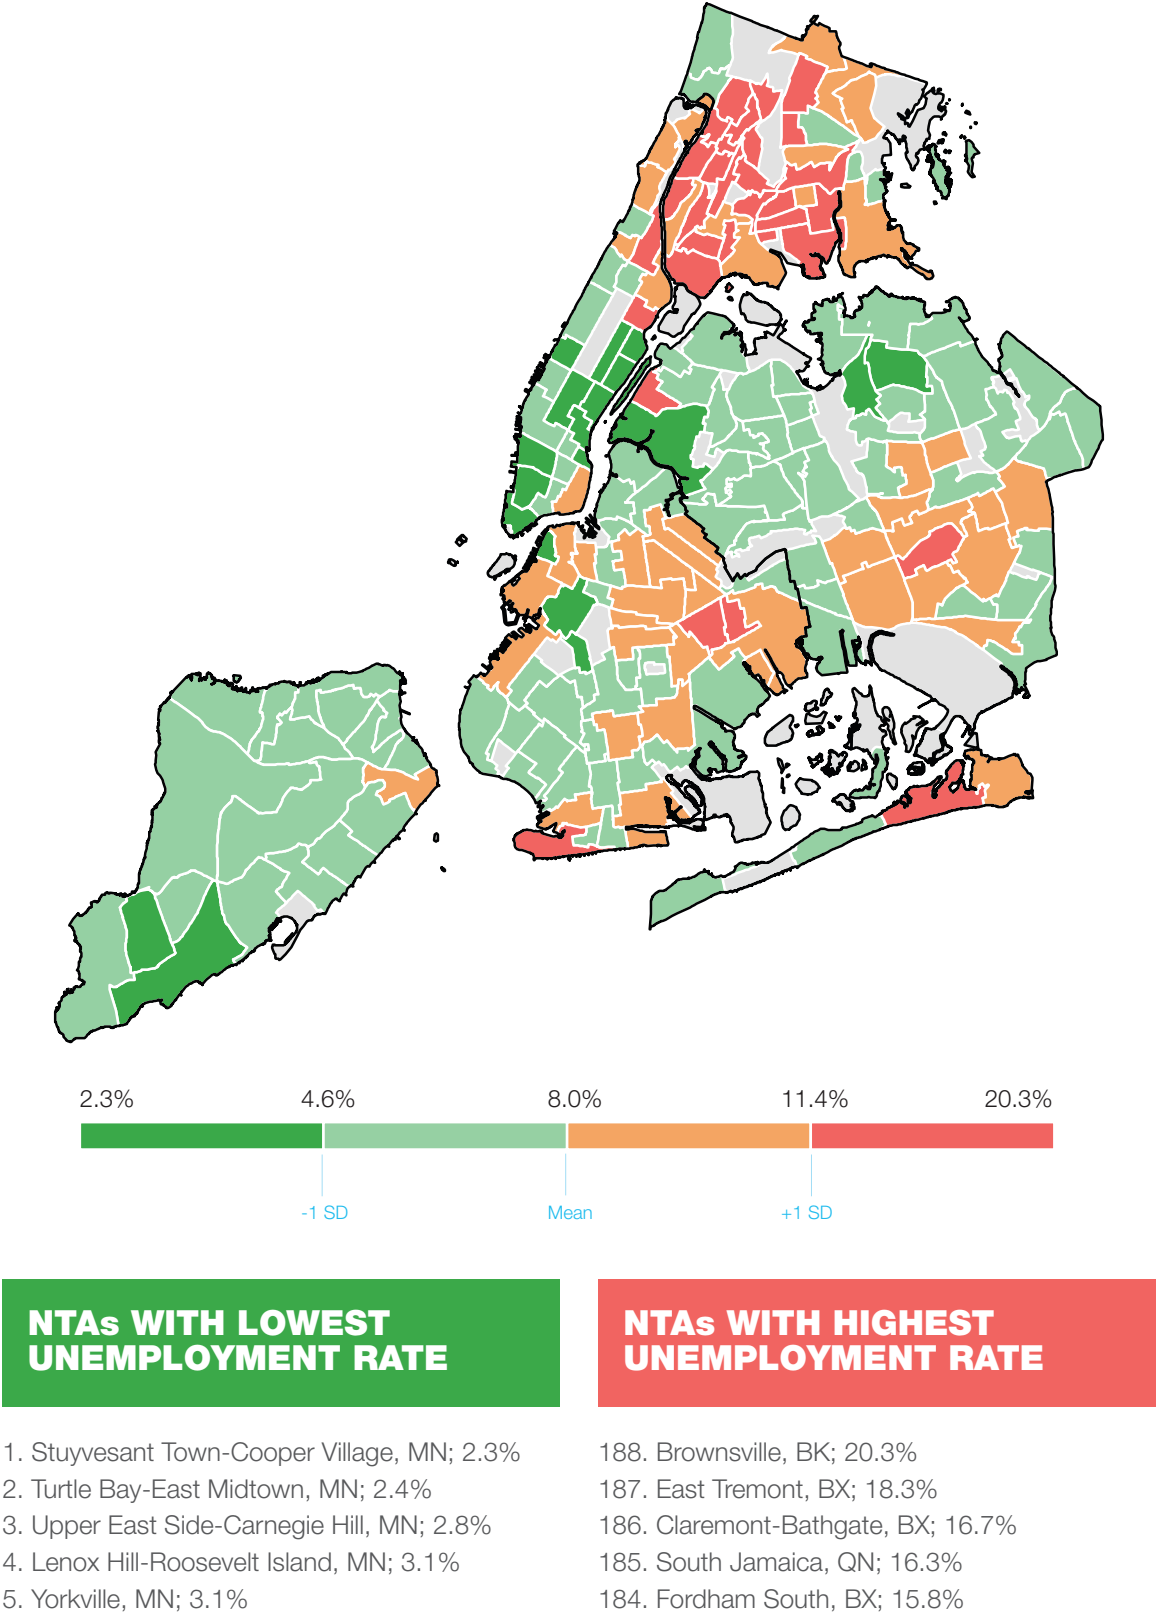 2.3% 4.6% 8.0% 11.4% 20.3%
-1 SD Mean +1 SD
NTAs WITH LOWEST
UNEMPLOYMENT RATE
1. Stuyvesant Town-Cooper Village, MN; 2.3%
2. Turtle Bay-East Midtown, MN; 2.4%
3. Upper East Side-Carnegie Hill, MN; 2.8%
4. Lenox Hill-Roosevelt Island, MN; 3.1%
5. Yorkville, MN; 3.1%
NTAs WITH HIGHEST
UNEMPLOYMENT RATE
188. Brownsville, BK; 20.3%
187. East Tremont, BX; 18.3%
186. Claremont-Bathgate, BX; 16.7%
185. South Jamaica, QN; 16.3%
184. Fordham South, BX; 15.8%